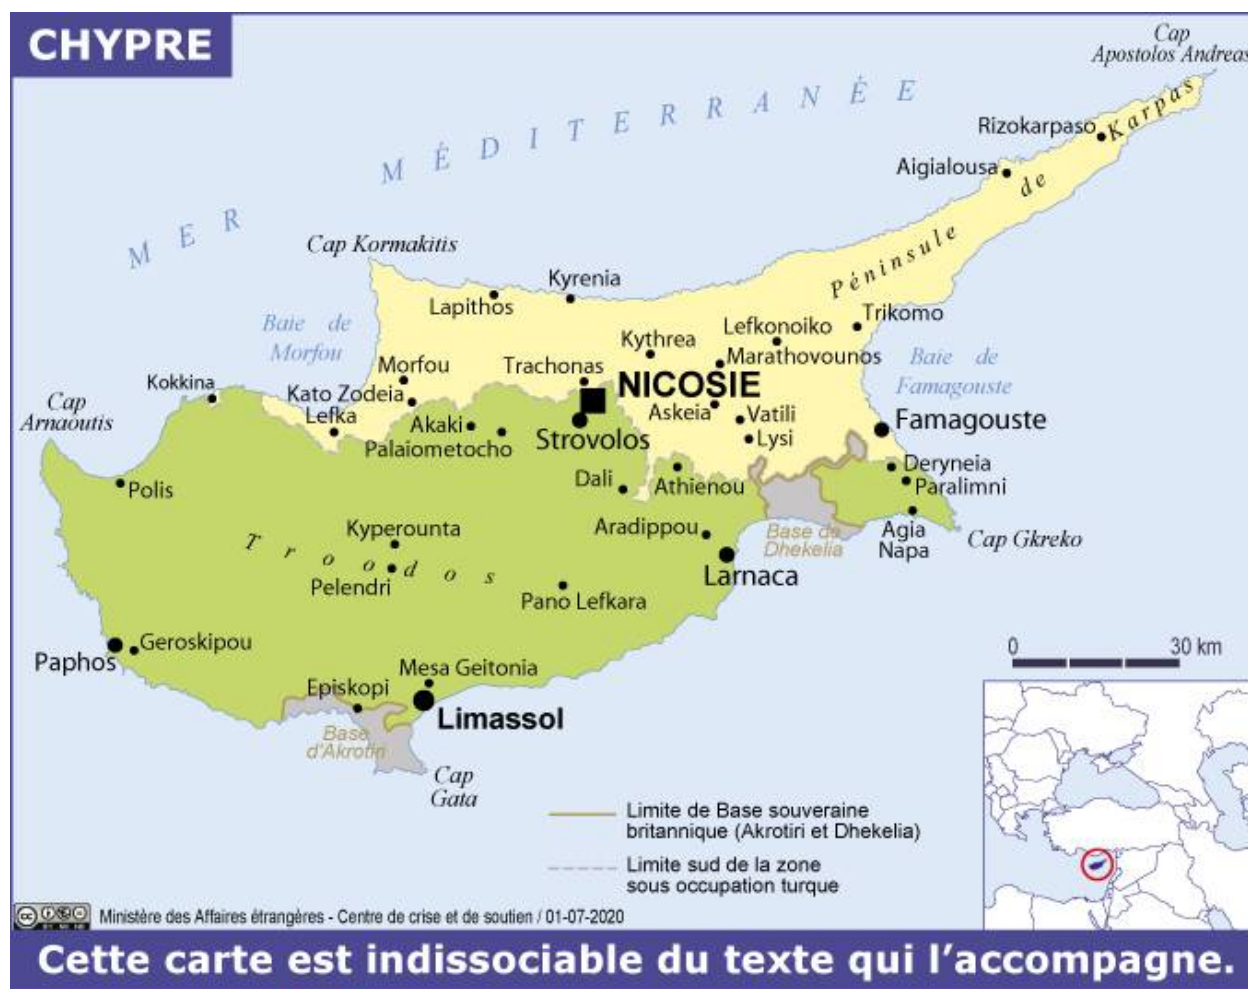 CHYPRE
Cap
Apostolos Andreas
MER MÉDITERRANÉE
Rizokarpaso
Aigialousa
Péninsule de Karpas
Cap Kormakitis
Kyrenia
Lapithos
Baie de
Morfou
Trikomo
Lefkonoiko
Kythrea
Marathovounos
Baie de
Famagouste
Morfou
Trachonas
NICOSIE
Kokkina
Kato Zodeia
Lefka
Cap
Arnaoutis
Akaki
Palaiometocho
Strovolos
Askeia
Vatili
Lysi
Famagouste
Deryneia
Paralimni
Polis
Dali
Athienou
Kyperounta
Aradippou
Base de
Dhekelia
Agia
Napa
Cap Gkreko
Troodos
Pelendri
Larnaca
Pano Lefkara
Geroskipou
Paphos
Mesa Geitonia
Episkopi
Limassol
Base
d'Akrotiri
Cap
Gata
0 30 km
Limite de Base souveraine
britannique (Akrotiri et Dhekelia)
Limite sud de la zone
sous occupation turque
Ministère des Affaires étrangères - Centre de crise et de soutien / 01-07-2020
Cette carte est indissociable du texte qui l'accompagne.